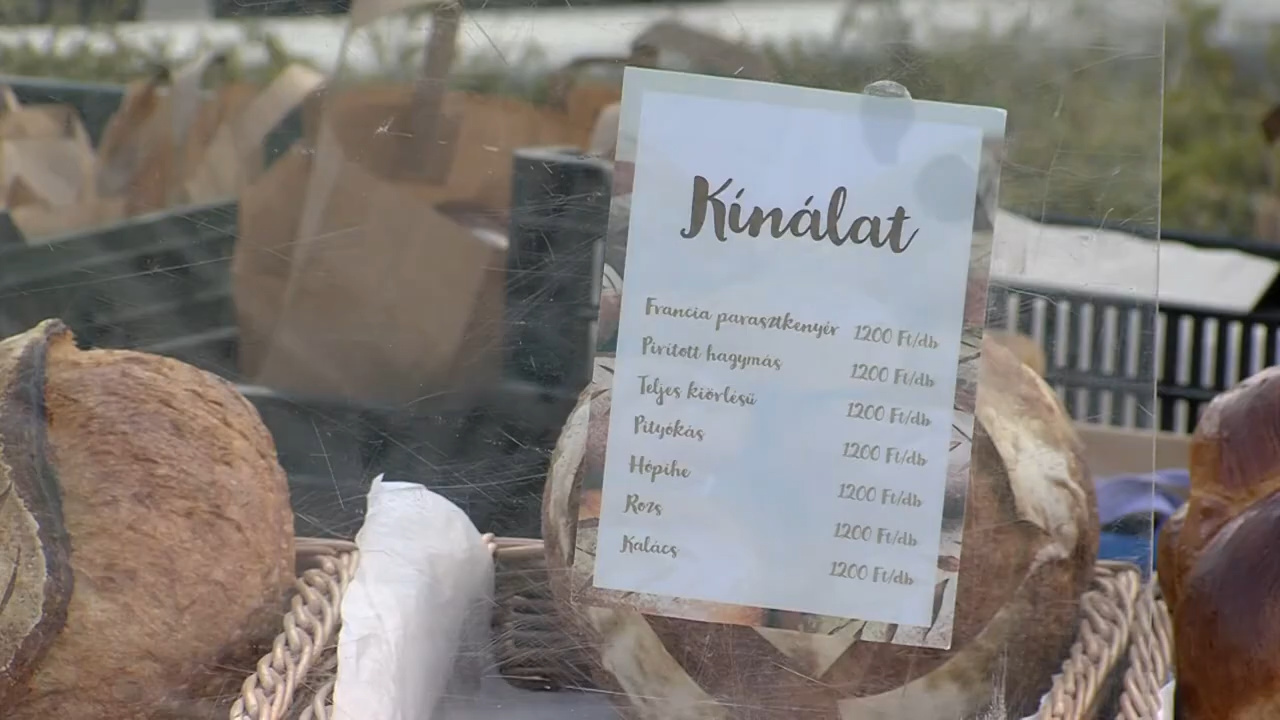 Kínálat
Francia parasztkenyér 1200 Ft/db
Pirított hagymás 1200 Ft/db
Teljes kiörlésü 1200 Ft/db
Pityókás 1200 Ft/db
Hópihe 1200 Ft/db
Rozs 1200 Ft/db
Kalács 1200 Ft/db